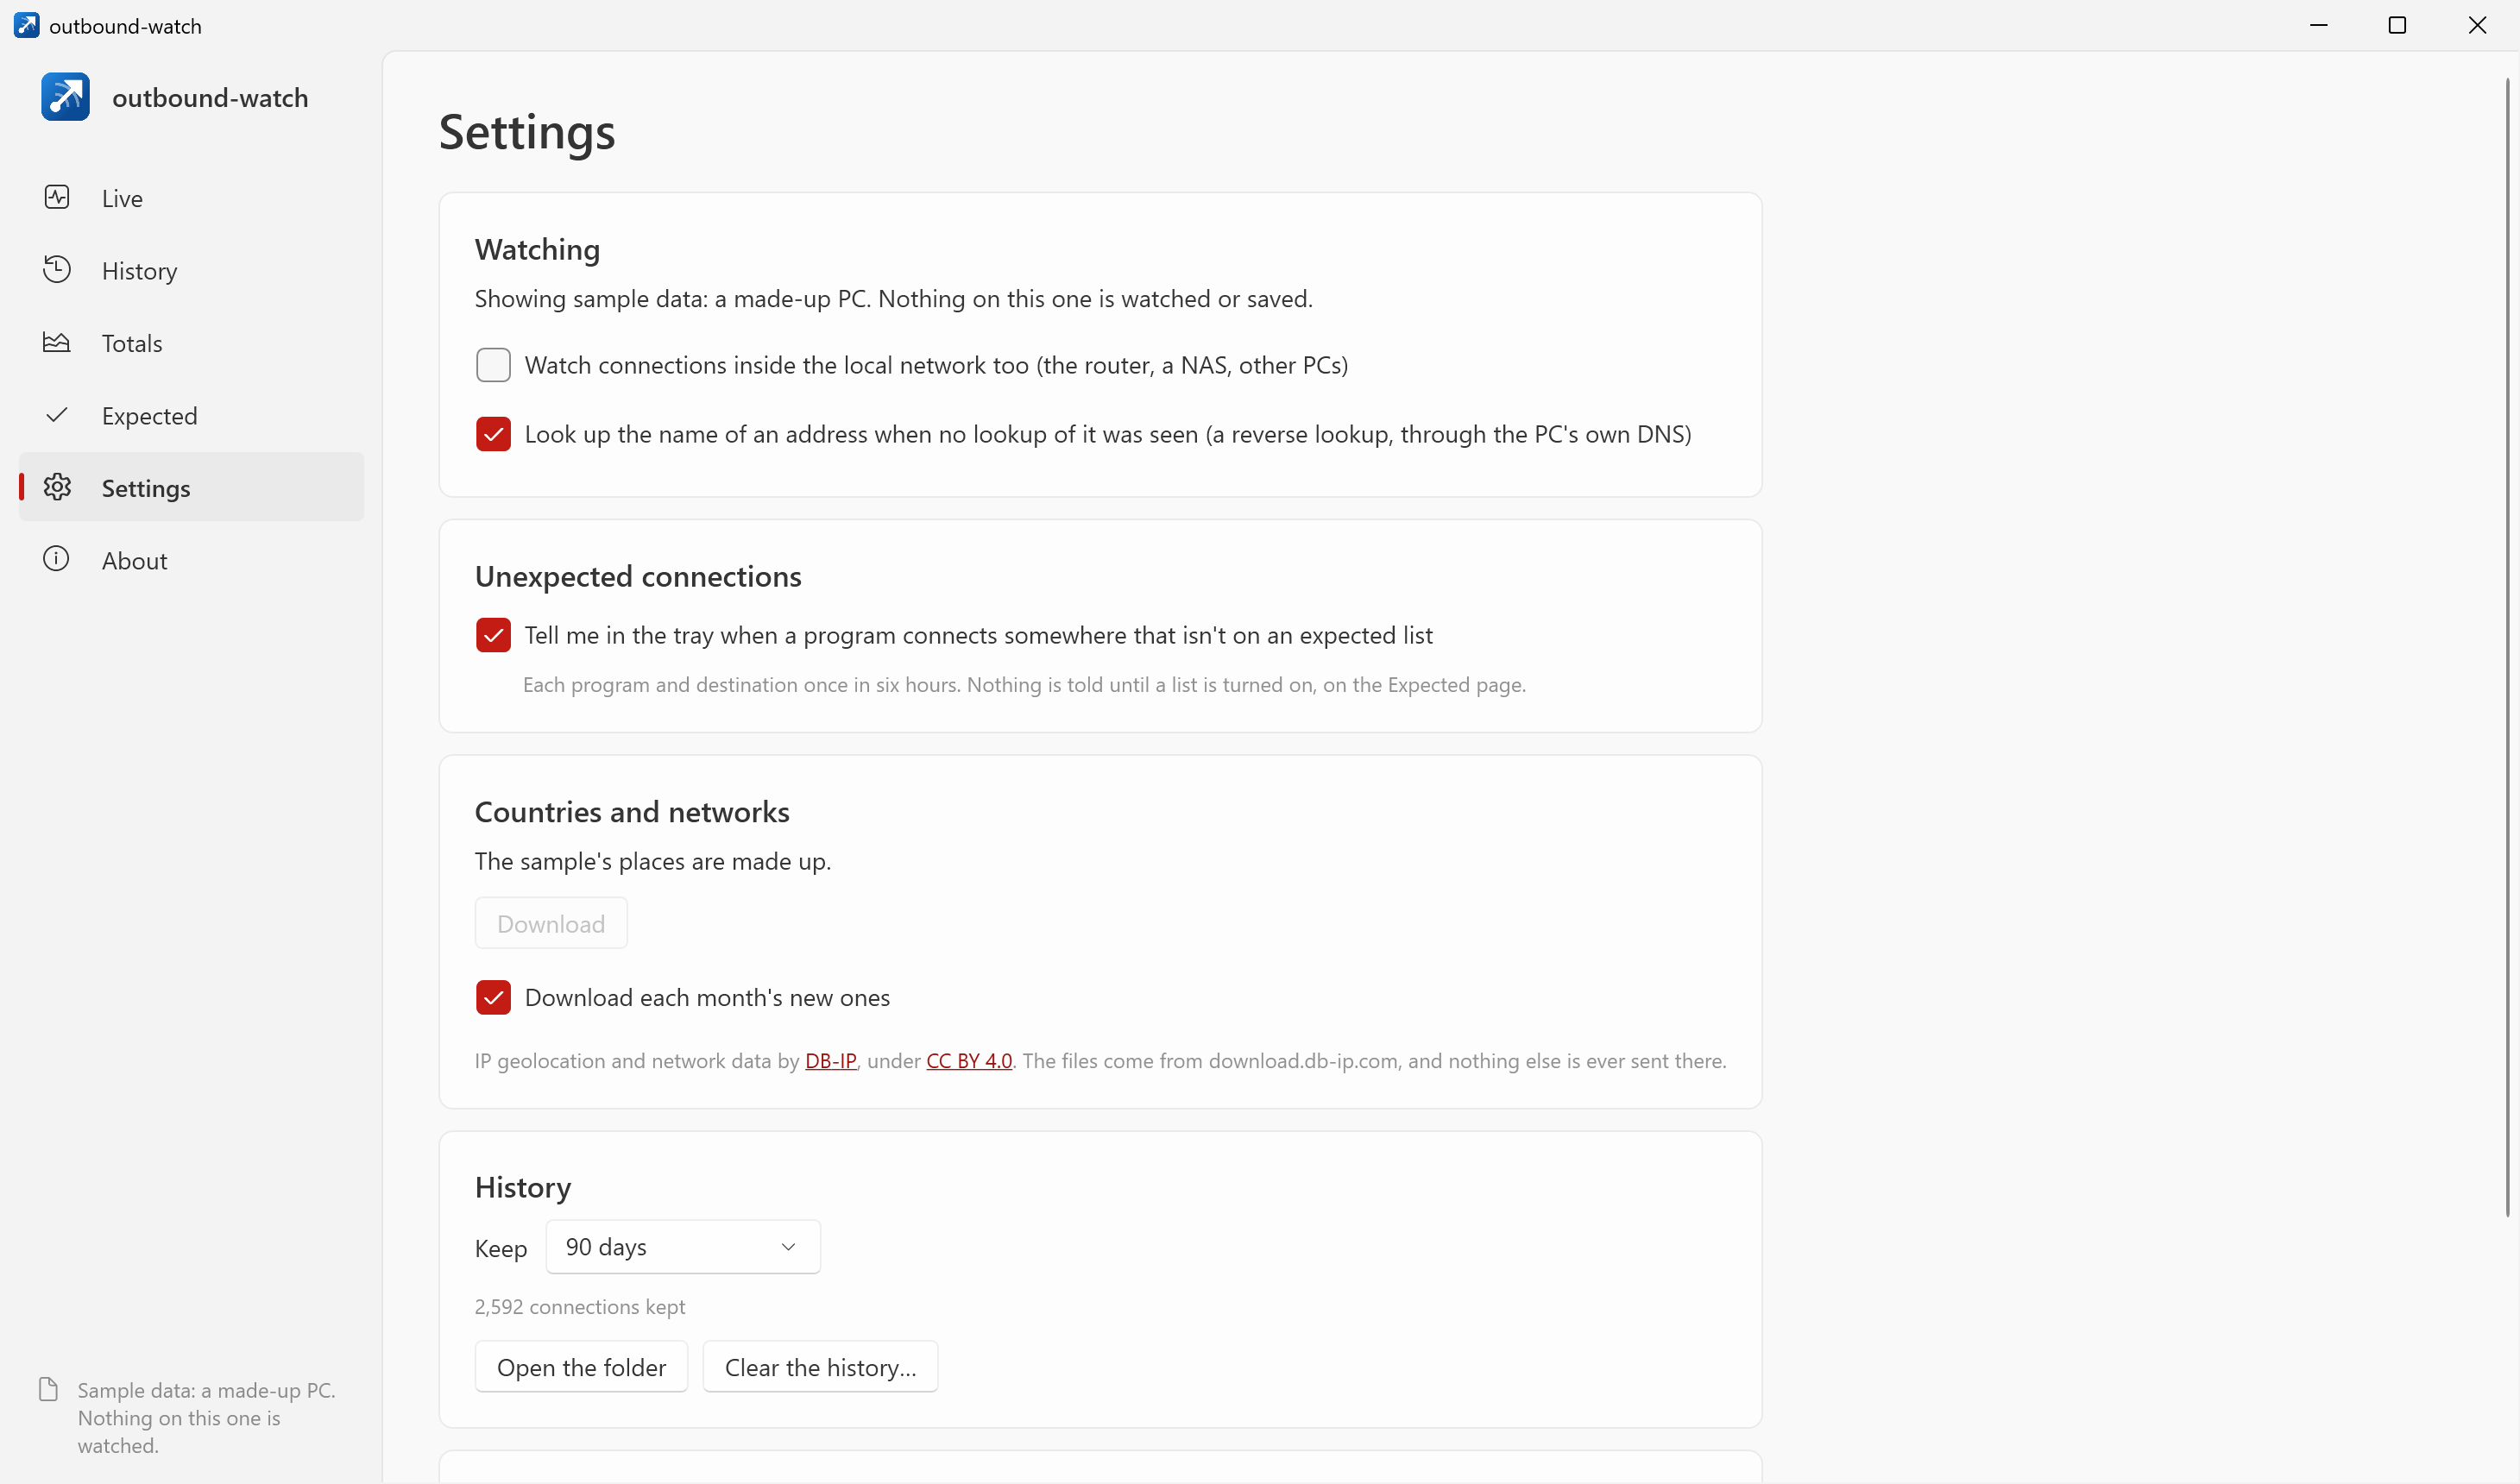 outbound-watch
outbound-watch
Live
History
Totals
Expected
Settings
About
Sample data: a made-up PC.
Nothing on this one is
watched.
Settings
Watching
Showing sample data: a made-up PC. Nothing on this one is watched or saved.
Watch connections inside the local network too (the router, a NAS, other PCs)
Look up the name of an address when no lookup of it was seen (a reverse lookup, through the PC's own DNS)
Unexpected connections
Tell me in the tray when a program connects somewhere that isn't on an expected list
Each program and destination once in six hours. Nothing is told until a list is turned on, on the Expected page.
Countries and networks
The sample's places are made up.
Download
Download each month's new ones
IP geolocation and network data by DB-IP, under CC BY 4.0. The files come from download.db-ip.com, and nothing else is ever sent there.
History
Keep 90 days
2,592 connections kept
Open the folder Clear the history...